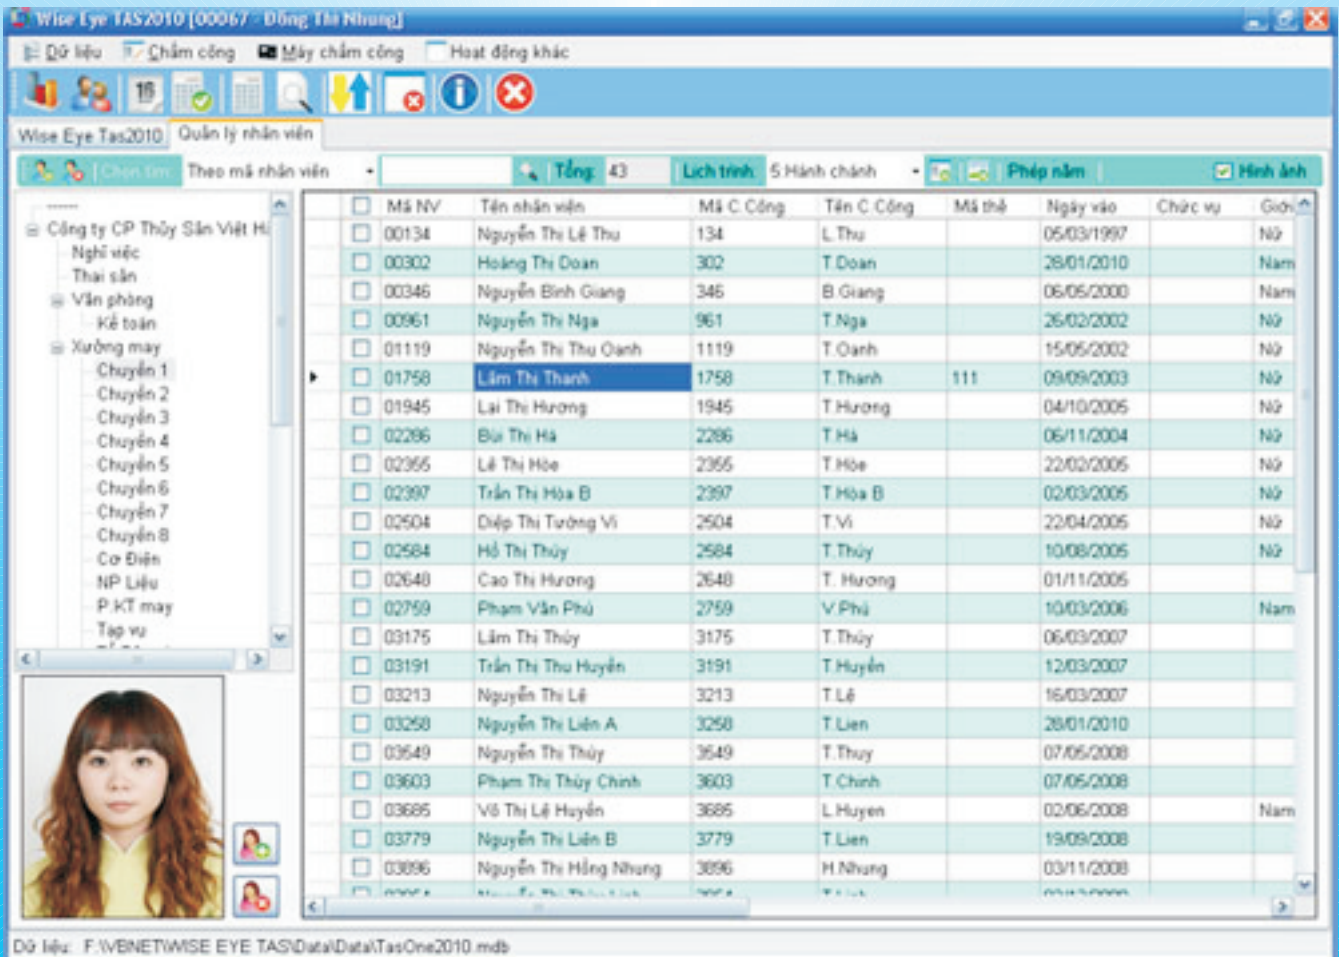 Wise Eye TAS2010 [00067 - Đồng Thi Nhung]
Dữ liệu Chấm công Máy chấm công Hoạt động khác
16
Wise Eye Tas2010 Quản lý nhân viên
Chọn tìm Theo mã nhân viên Tổng 43 Lịch trình 5:Hành chánh Phép năm Hình ảnh
------
Công ty CP Thủy Sản Việt Hả
Nghỉ việc
Thai sản
Văn phòng
Kế toán
Xưởng may
Chuyền 1
Chuyền 2
Chuyền 3
Chuyền 4
Chuyền 5
Chuyền 6
Chuyền 7
Chuyền 8
Cơ Điện
NP Liệu
P.KT may
Tạp vụ
Mã NV Tên nhân viên Mã C.Công Tên C.Công Mã thẻ Ngày vào Chức vụ Giới
00134 Nguyễn Thị Lê Thu 134 L.Thu 05/03/1997 Nữ
00302 Hoàng Thị Doan 302 T.Doan 28/01/2010 Nam
00346 Nguyễn Bình Giang 346 B.Giang 06/05/2000 Nam
00961 Nguyễn Thị Nga 961 T.Nga 26/02/2002 Nữ
01119 Nguyễn Thị Thu Oanh 1119 T.Oanh 15/05/2002 Nữ
01758 Lâm Thị Thanh 1758 T.Thanh 111 09/09/2003 Nữ
01945 Lại Thị Hương 1945 T.Hương 04/10/2005 Nữ
02286 Bùi Thị Hà 2286 T.Hà 06/11/2004 Nữ
02355 Lê Thị Hòe 2355 T.Hòe 22/02/2005 Nữ
02397 Trần Thị Hòa B 2397 T.Hòa B 02/03/2005 Nữ
02504 Diệp Thị Tường Vi 2504 T.Vi 22/04/2005 Nữ
02584 Hồ Thị Thủy 2584 T.Thủy 10/08/2005 Nữ
02648 Cao Thị Hương 2648 T. Hương 01/11/2005
02759 Phạm Văn Phú 2759 V.Phú 10/03/2006 Nam
03175 Lâm Thị Thúy 3175 T.Thúy 06/03/2007
03191 Trần Thị Thu Huyền 3191 T.Huyền 12/03/2007
03213 Nguyễn Thị Lệ 3213 T.Lệ 16/03/2007
03258 Nguyễn Thị Liên A 3258 T.Lien 28/01/2010
03549 Nguyễn Thị Thủy 3549 T.Thuy 07/05/2008
03603 Phạm Thị Thùy Chinh 3603 T.Chinh 07/05/2008
03685 Võ Thị Lệ Huyền 3685 L.Huyen 02/06/2008 Nam
03779 Nguyễn Thị Liên B 3779 T.Lien 19/09/2008
03896 Nguyễn Thị Hồng Nhung 3896 H.Nhung 03/11/2008
Dữ liệu: F:\VBNET\WISE EYE TAS\Data\Data\TasOne2010.mdb